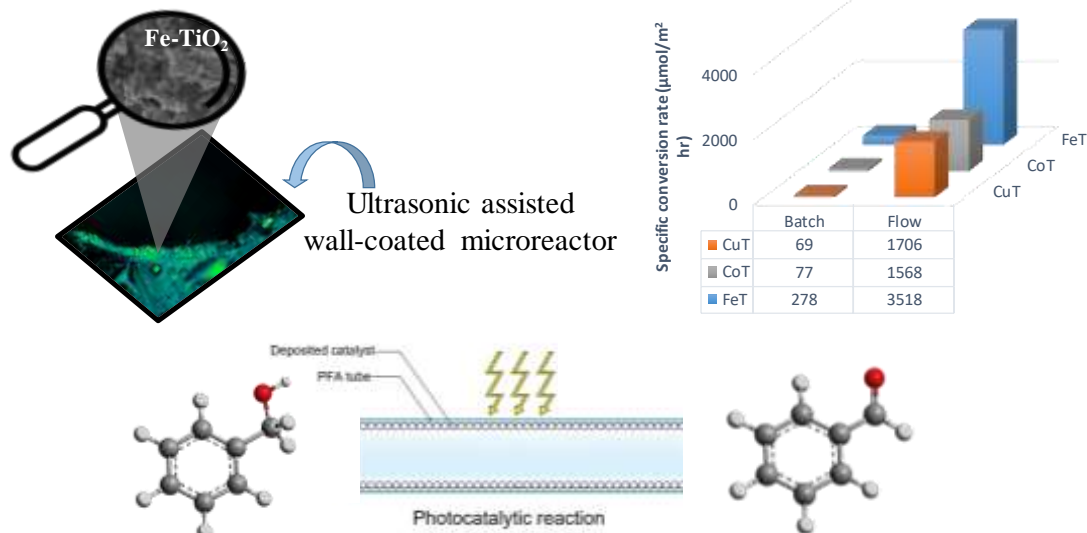 Fe-TiO₂
Ultrasonic assisted
wall-coated microreactor
Specific conversion rate (µmol/m²
hr)
4000
2000
0
FeT
CoT
CuT
Batch Flow
CuT 69 1706
CoT 77 1568
FeT 278 3518
Deposited catalyst
PFA tube
Photocatalytic reaction